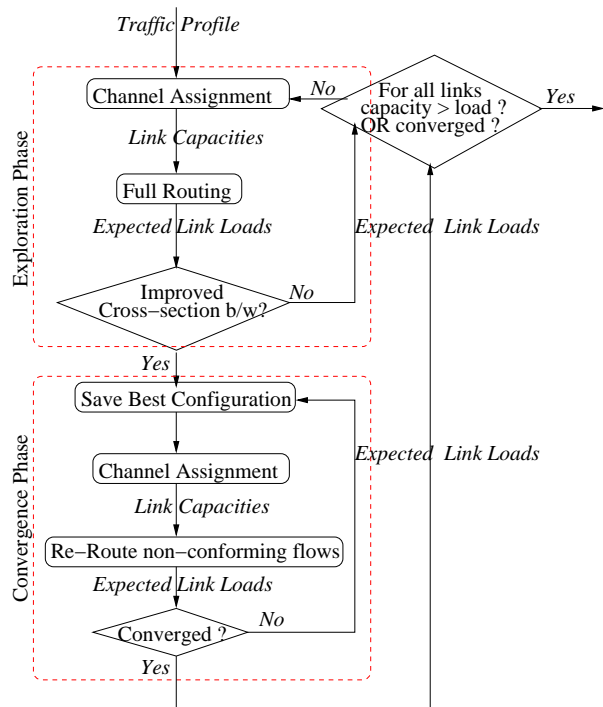 Traffic Profile
Channel Assignment
No
For all links
capacity > load ?
OR converged ?
Yes
Link Capacities
Full Routing
Expected Link Loads
Expected Link Loads
Exploration Phase
Improved
Cross−section b/w?
No
Yes
Save Best Configuration
Expected Link Loads
Channel Assignment
Link Capacities
Convergence Phase
Re−Route non−conforming flows
Expected Link Loads
Converged ?
No
Yes